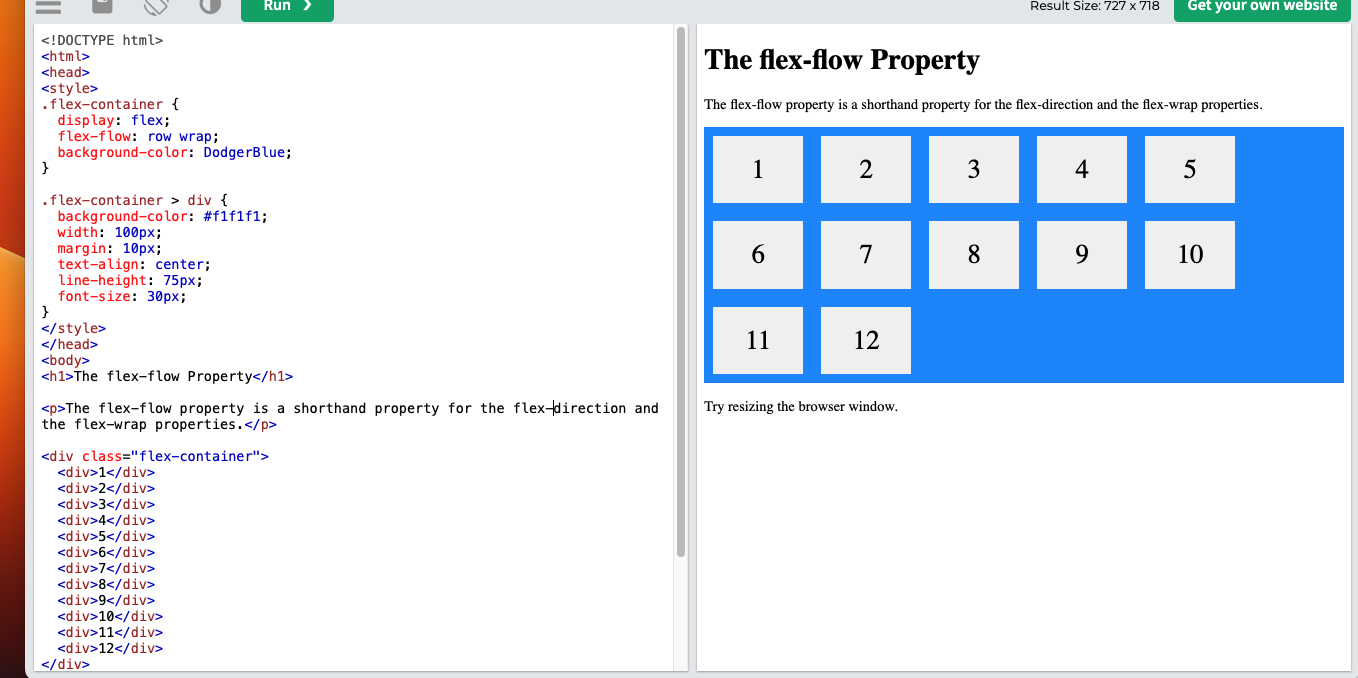 Run ❯
Result Size: 727 x 718
Get your own website
<!DOCTYPE html>
<html>
<head>
<style>
.flex-container {
  display: flex;
  flex-flow: row wrap;
  background-color: DodgerBlue;
}

.flex-container > div {
  background-color: #f1f1f1;
  width: 100px;
  margin: 10px;
  text-align: center;
  line-height: 75px;
  font-size: 30px;
}
</style>
</head>
<body>
<h1>The flex-flow Property</h1>

<p>The flex-flow property is a shorthand property for the flex-direction and
the flex-wrap properties.</p>

<div class="flex-container">
  <div>1</div>
  <div>2</div>
  <div>3</div>
  <div>4</div>
  <div>5</div>
  <div>6</div>
  <div>7</div>
  <div>8</div>
  <div>9</div>
  <div>10</div>
  <div>11</div>
  <div>12</div>
</div>
The flex-flow Property
The flex-flow property is a shorthand property for the flex-direction and the flex-wrap properties.
1 2 3 4 5
6 7 8 9 10
11 12
Try resizing the browser window.